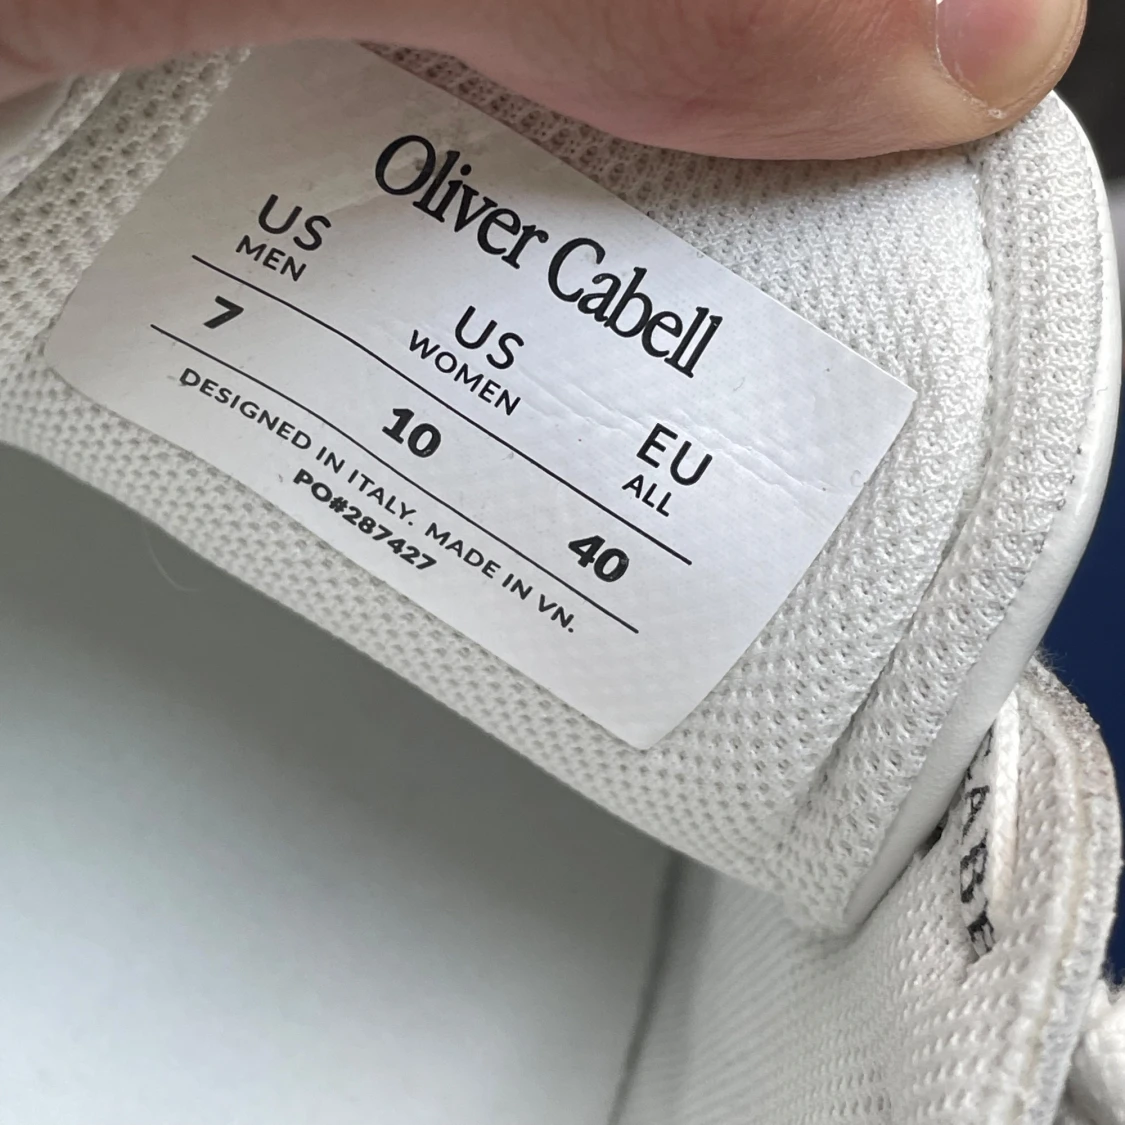 Oliver Cabell
US
MEN
US
WOMEN
EU
ALL
7
10
40
DESIGNED IN ITALY. MADE IN VN.
PO#287427